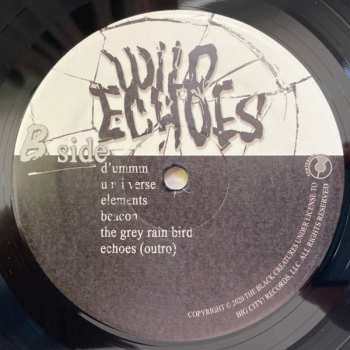 WILD
ECHOES
B side
d'ummm
u n i verse
elements
beacon
the grey rain bird
echoes (outro)
COPYRIGHT © 2020 THE BLACK CREATURES UNDER LICENSE TO
BIG CITY! RECORDS, LLC. ALL RIGHTS RESERVED